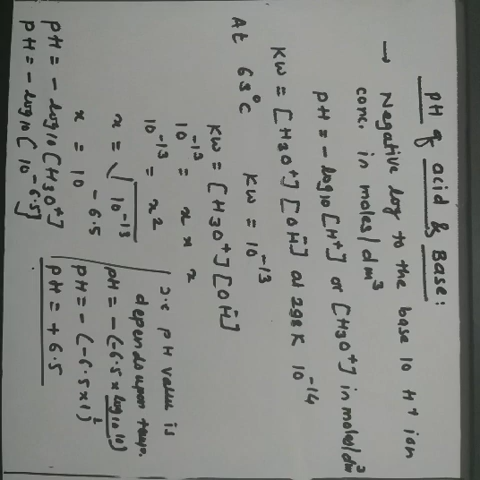 pH of acid & Base:
→ Negative log to the base 10 H+ ion
conc. in moles/dm³
pH = - log10 [H+] or [H3O+] in moles/dm³
Kw = [H3O+] [OH-] at 298K 10-14
At 63°C Kw = 10-13
Kw = [H3O+] [OH-]
10-13 = x x x
10-13 = x2
x = √10-13
x = 10-6.5
pH = - log10 [H3O+]
pH = - log10 [10-6.5]
∴ pH value is
depends upon temp.
pH = - (-6.5 x log10 10)
pH = - (-6.5 x 1)
pH = + 6.5